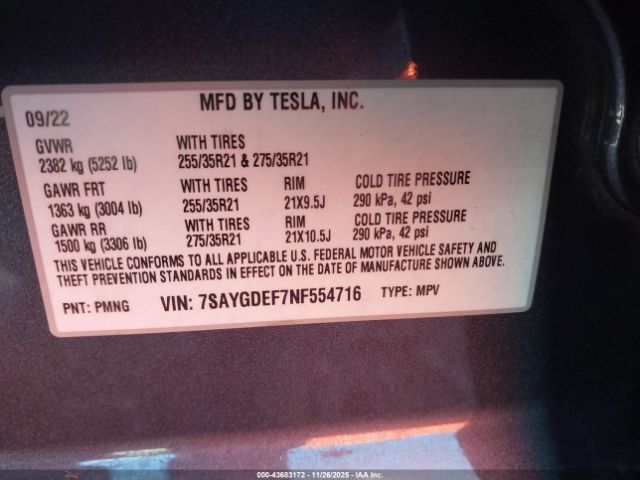 MFD BY TESLA, INC.
09/22
GVWR
2382 kg (5252 lb)
WITH TIRES
255/35R21 & 275/35R21
GAWR FRT
1363 kg (3004 lb)
WITH TIRES
255/35R21
RIM
21X9.5J
COLD TIRE PRESSURE
290 kPa, 42 psi
GAWR RR
1500 kg (3306 lb)
WITH TIRES
275/35R21
RIM
21X10.5J
COLD TIRE PRESSURE
290 kPa, 42 psi
THIS VEHICLE CONFORMS TO ALL APPLICABLE U.S. FEDERAL MOTOR VEHICLE SAFETY AND
THEFT PREVENTION STANDARDS IN EFFECT ON THE DATE OF MANUFACTURE SHOWN ABOVE.
PNT: PMNG VIN: 7SAYGDEF7NF554716 TYPE: MPV
000-43683172 | 11/26/2025 - IAA Inc.